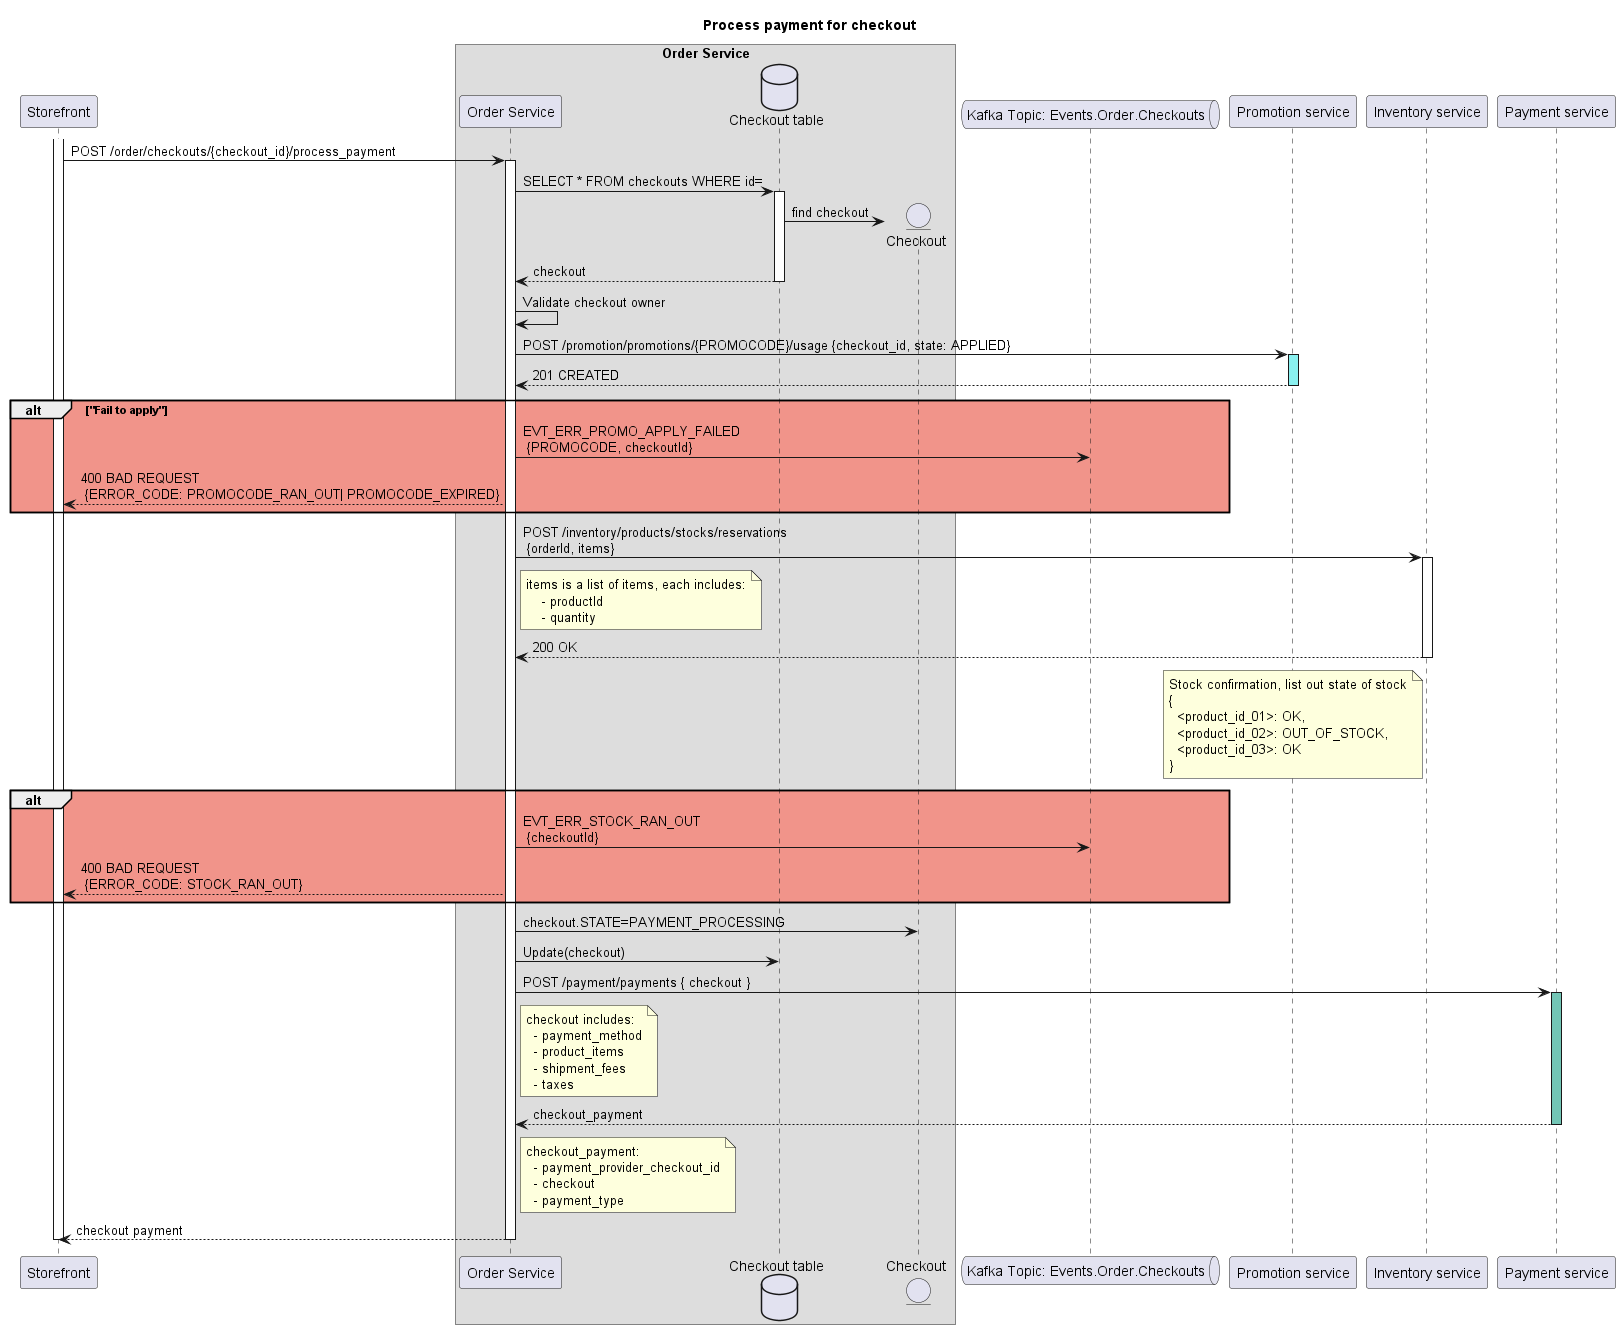 Process payment for checkout
Order Service
Storefront
Order Service
Checkout table
Kafka Topic: Events.Order.Checkouts
Promotion service
Inventory service
Payment service
POST /order/checkouts/{checkout_id}/process_payment
SELECT * FROM checkouts WHERE id=
find checkout
Checkout
checkout
Validate checkout owner
POST /promotion/promotions/{PROMOCODE}/usage {checkout_id, state: APPLIED}
201 CREATED
alt
["Fail to apply"]
EVT_ERR_PROMO_APPLY_FAILED
{PROMOCODE, checkoutId}
400 BAD REQUEST
{ERROR_CODE: PROMOCODE_RAN_OUT| PROMOCODE_EXPIRED}
POST /inventory/products/stocks/reservations
{orderId, items}
items is a list of items, each includes:
- productId
- quantity
200 OK
Stock confirmation, list out state of stock
{
<product_id_01>: OK,
<product_id_02>: OUT_OF_STOCK,
<product_id_03>: OK
}
alt
EVT_ERR_STOCK_RAN_OUT
{checkoutId}
400 BAD REQUEST
{ERROR_CODE: STOCK_RAN_OUT}
checkout.STATE=PAYMENT_PROCESSING
Update(checkout)
POST /payment/payments { checkout }
checkout includes:
- payment_method
- product_items
- shipment_fees
- taxes
checkout_payment
checkout_payment:
- payment_provider_checkout_id
- checkout
- payment_type
checkout payment
Storefront
Order Service
Checkout table
Checkout
Kafka Topic: Events.Order.Checkouts
Promotion service
Inventory service
Payment service